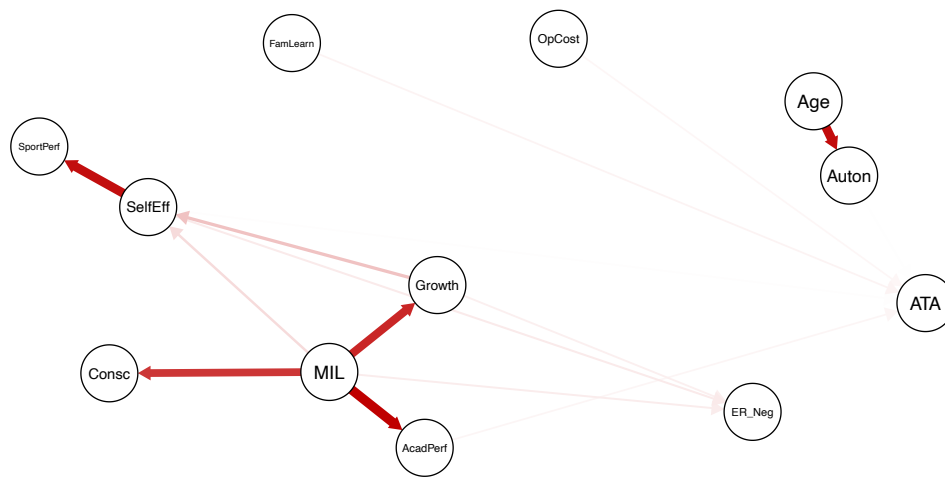 FamLearn
OpCost
Age
SportPerf
Auton
SelfEff
Growth
ATA
Consc
MIL
ER_Neg
AcadPerf